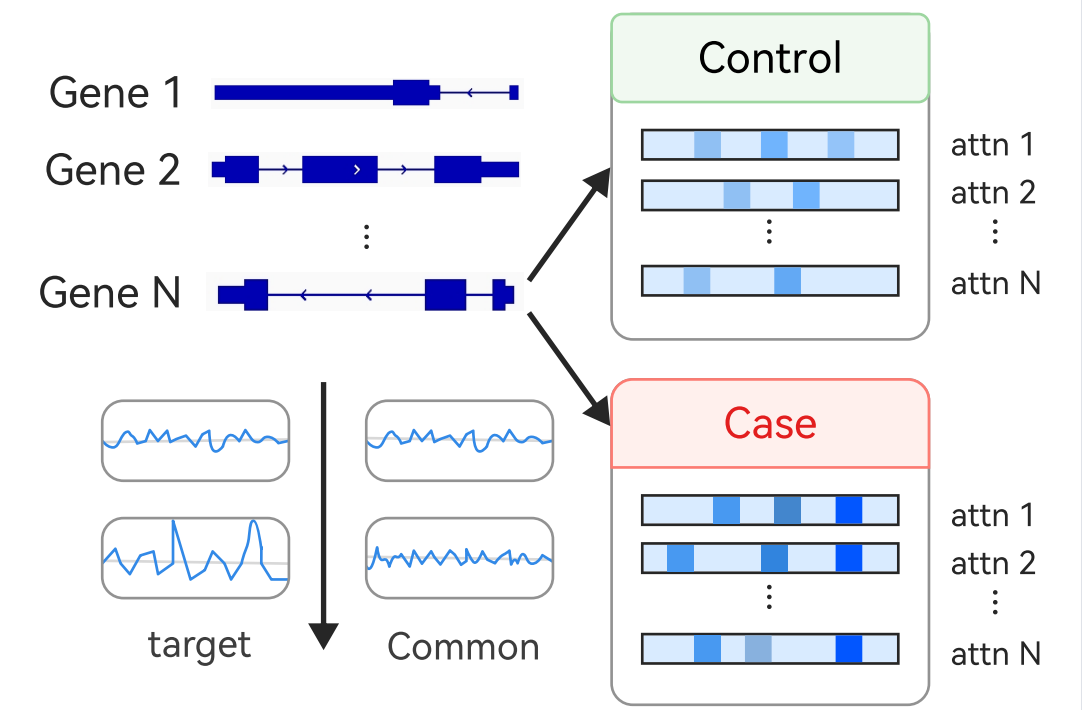 Gene 1
Gene 2
⋮
Gene N
target
Common
Control
attn 1
attn 2
⋮
attn N
Case
attn 1
attn 2
⋮
attn N